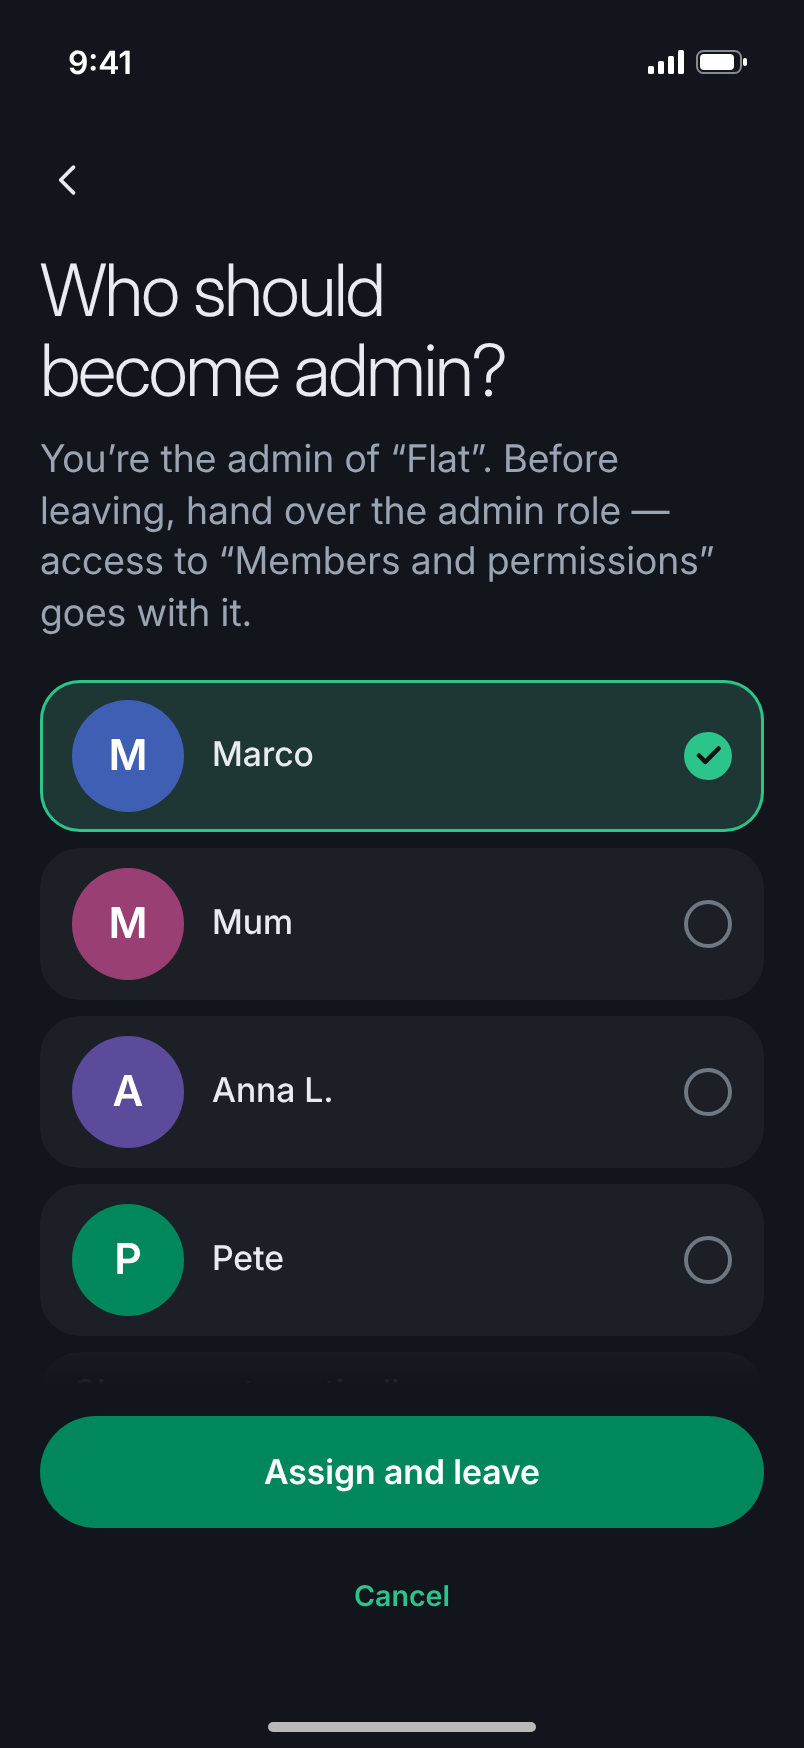 9:41
Who should
become admin?
You’re the admin of “Flat”. Before
leaving, hand over the admin role —
access to “Members and permissions”
goes with it.
M Marco
M Mum
A Anna L.
P Pete
Assign and leave
Cancel